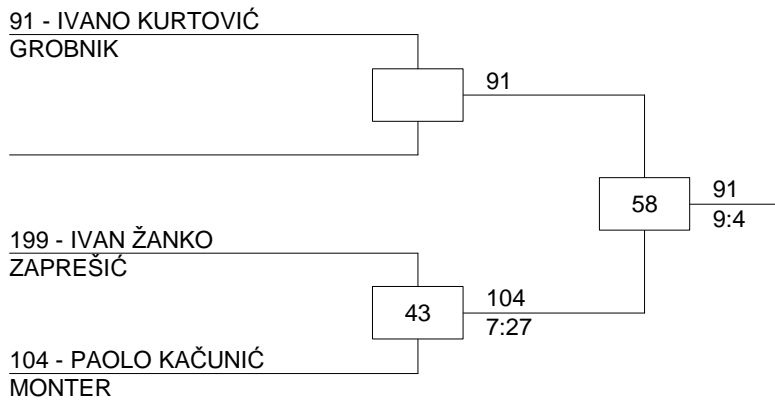 91 - IVANO KURTOVIĆ
GROBNIK
91
58
91
9:4
199 - IVAN ŽANKO
ZAPREŠIĆ
43
104
7:27
104 - PAOLO KAČUNIĆ
MONTER